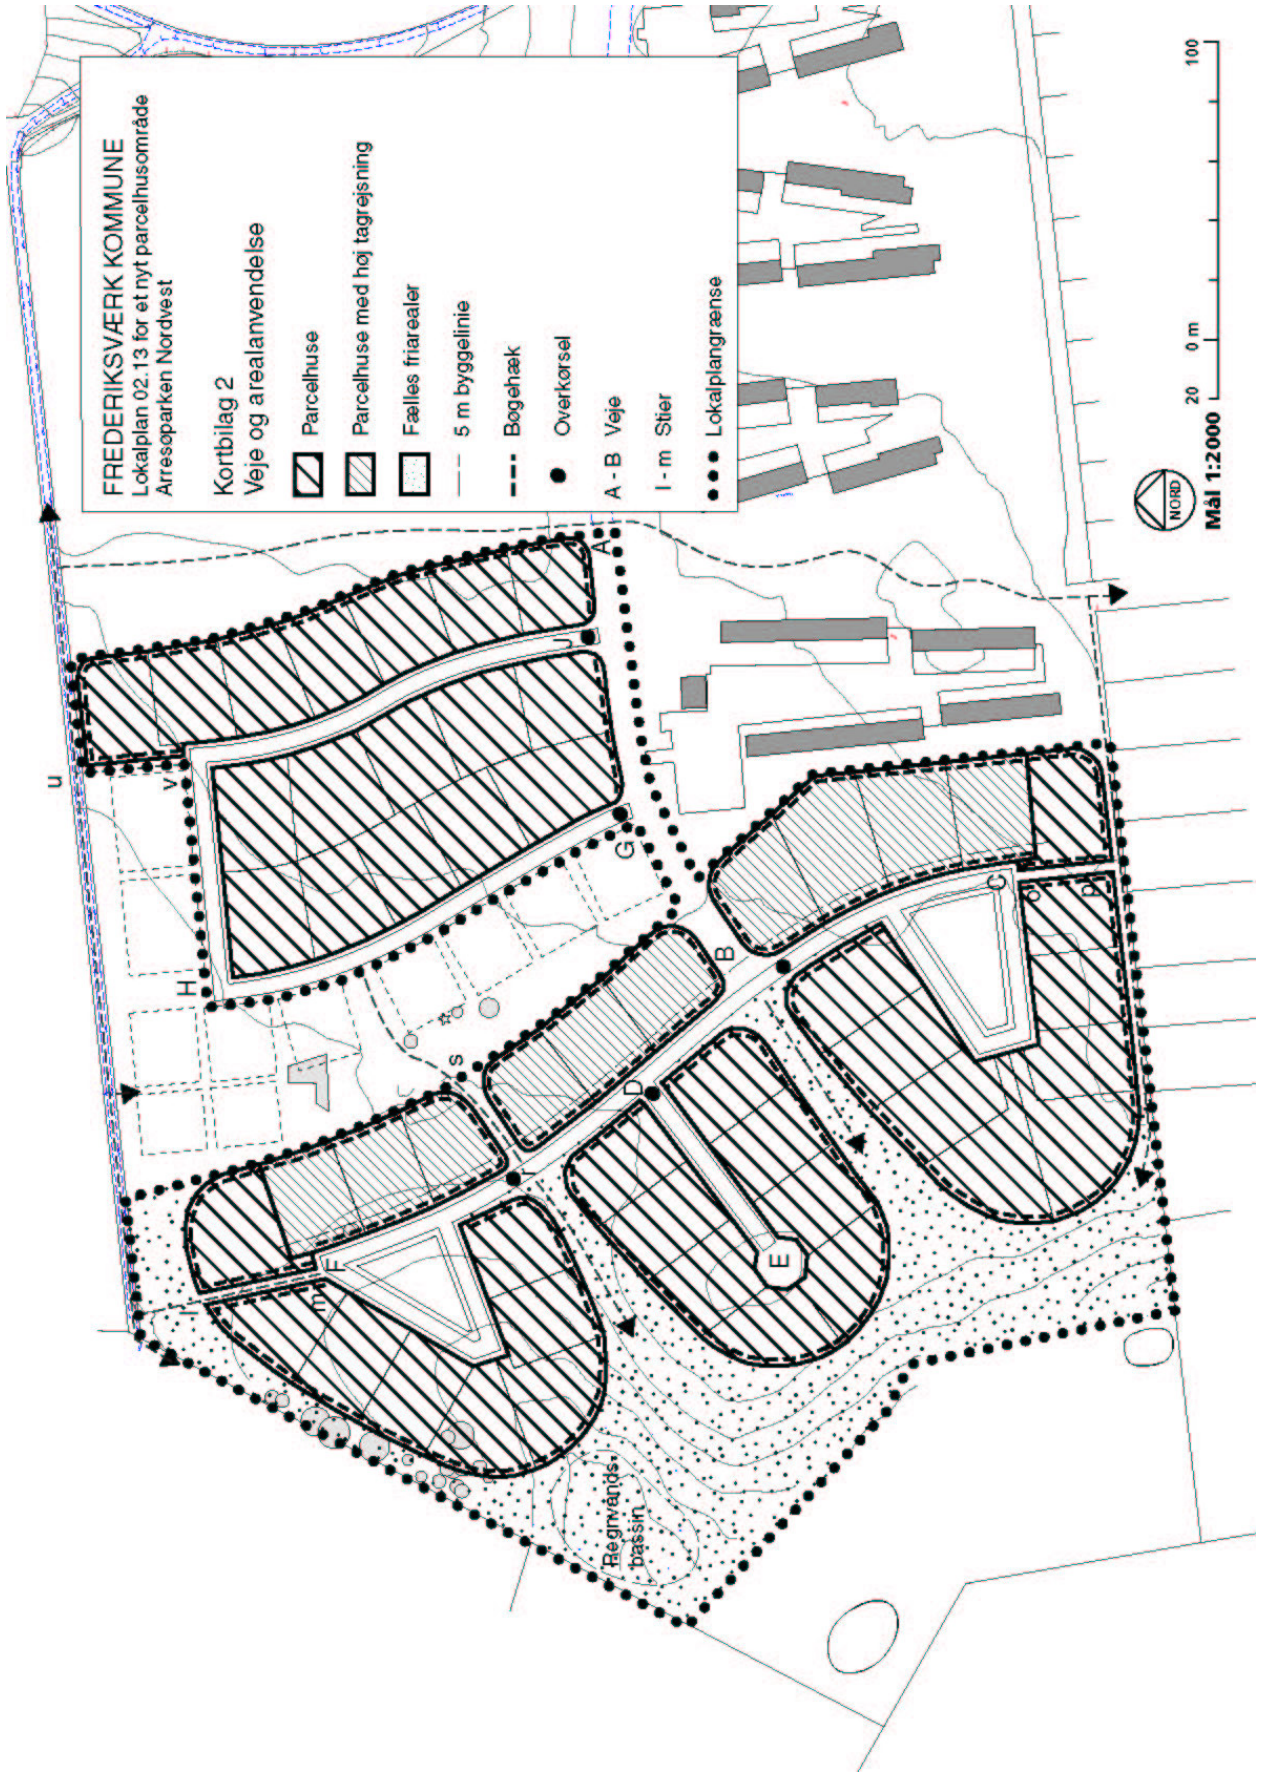 FREDERIKSVÆRK KOMMUNE
Lokalplan 02.13 for et nyt parcelhusområde
Arresøparken Nordvest
Kortbilag 2
Veje og arealanvendelse
Parcelhuse
Parcelhuse med høj tagrejsning
Fælles friarealer
5 m byggelinie
Bøgehæk
Overkørsel
A - B Veje
l - m Stier
Lokalplangrænse
u
v
H
J
A
G
B
C
o
p
s
r
D
E
F
l
m
Regnvands-
bassin
NORD
Mål 1:2000
20
0 m
100